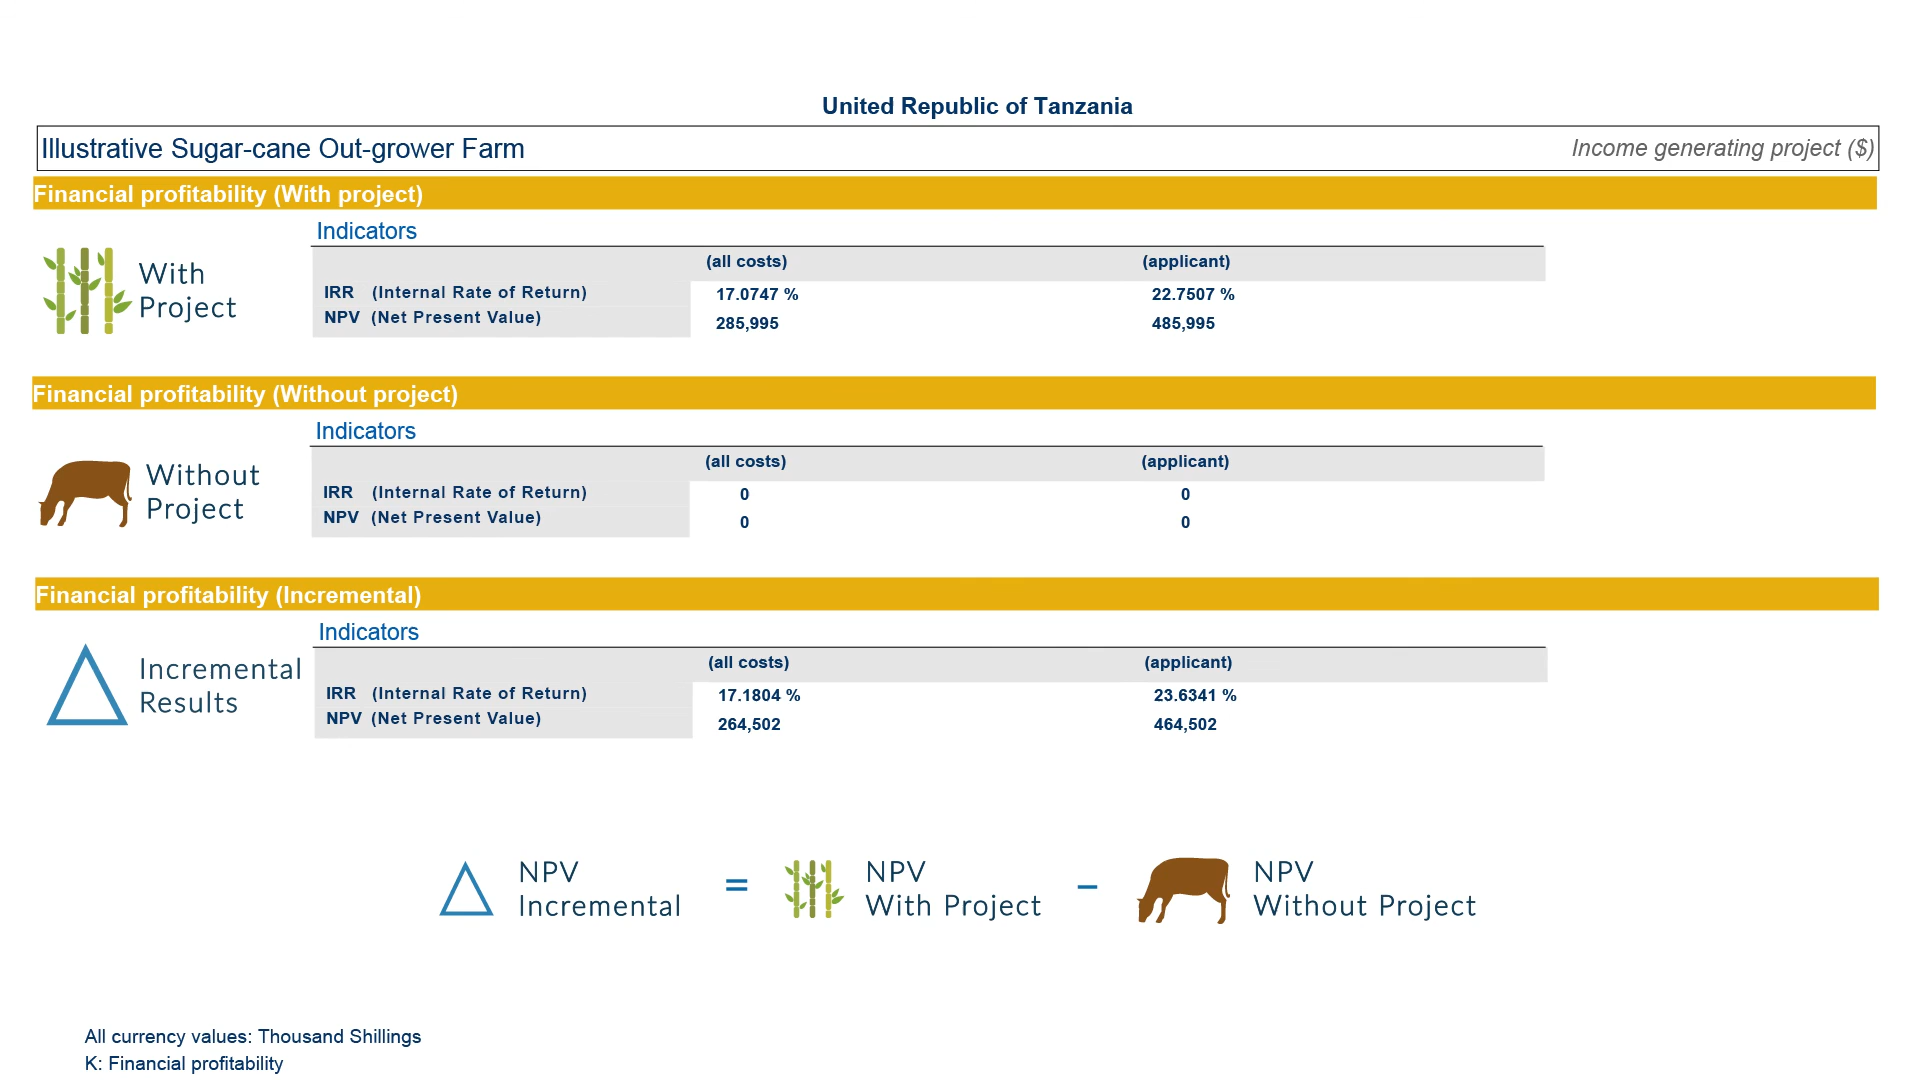 United Republic of Tanzania
Illustrative Sugar-cane Out-grower Farm Income generating project ($)
Financial profitability (With project)
Indicators
With Project
(all costs) (applicant)
IRR (Internal Rate of Return) 17.0747 % 22.7507 %
NPV (Net Present Value) 285,995 485,995
Financial profitability (Without project)
Indicators
Without Project
(all costs) (applicant)
IRR (Internal Rate of Return) 0 0
NPV (Net Present Value) 0 0
Financial profitability (Incremental)
Indicators
Incremental Results
(all costs) (applicant)
IRR (Internal Rate of Return) 17.1804 % 23.6341 %
NPV (Net Present Value) 264,502 464,502
NPV Incremental = NPV With Project – NPV Without Project
All currency values: Thousand Shillings
K: Financial profitability